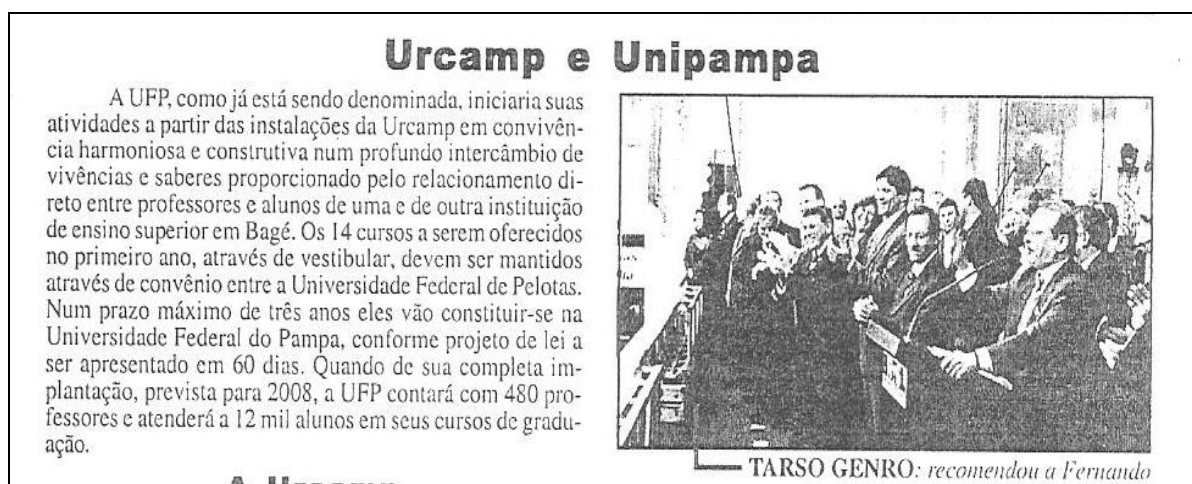 Urcamp e Unipampa
A UFP, como já está sendo denominada, iniciaria suas
atividades a partir das instalações da Urcamp em convivên-
cia harmoniosa e construtiva num profundo intercâmbio de
vivências e saberes proporcionado pelo relacionamento di-
reto entre professores e alunos de uma e de outra instituição
de ensino superior em Bagé. Os 14 cursos a serem oferecidos
no primeiro ano, através de vestibular, devem ser mantidos
através de convênio entre a Universidade Federal de Pelotas.
Num prazo máximo de três anos eles vão constituir-se na
Universidade Federal do Pampa, conforme projeto de lei a
ser apresentado em 60 dias. Quando de sua completa im-
plantação, prevista para 2008, a UFP contará com 480 pro-
fessores e atenderá a 12 mil alunos em seus cursos de gradu-
ação.
A Urcamp
TARSO GENRO: recomendou a Fernando